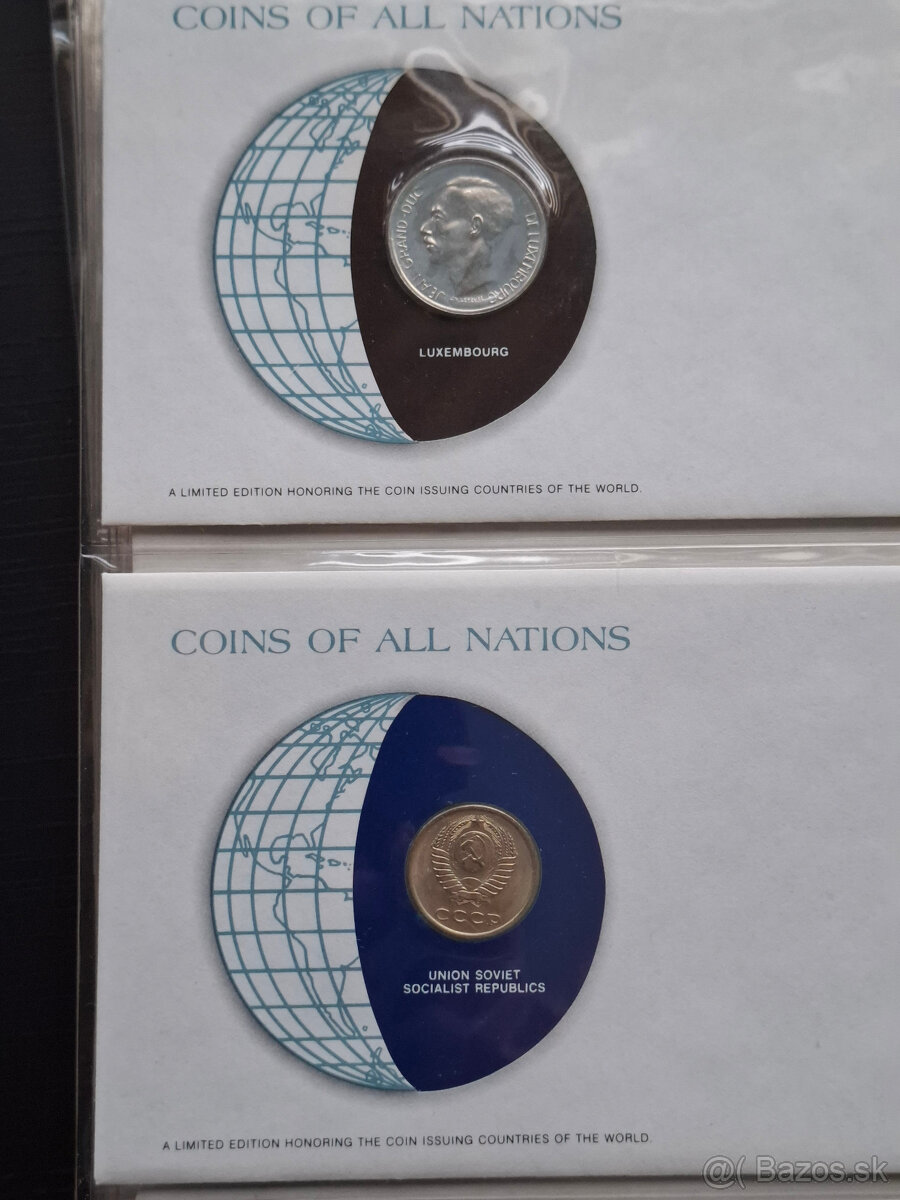 COINS OF ALL NATIONS
JEAN GRAND-DUC DE LUXEMBOURG
LUXEMBOURG
A LIMITED EDITION HONORING THE COIN ISSUING COUNTRIES OF THE WORLD.
COINS OF ALL NATIONS
СССР
UNION SOVIET
SOCIALIST REPUBLICS
A LIMITED EDITION HONORING THE COIN ISSUING COUNTRIES OF THE WORLD.
@( Bazos.sk